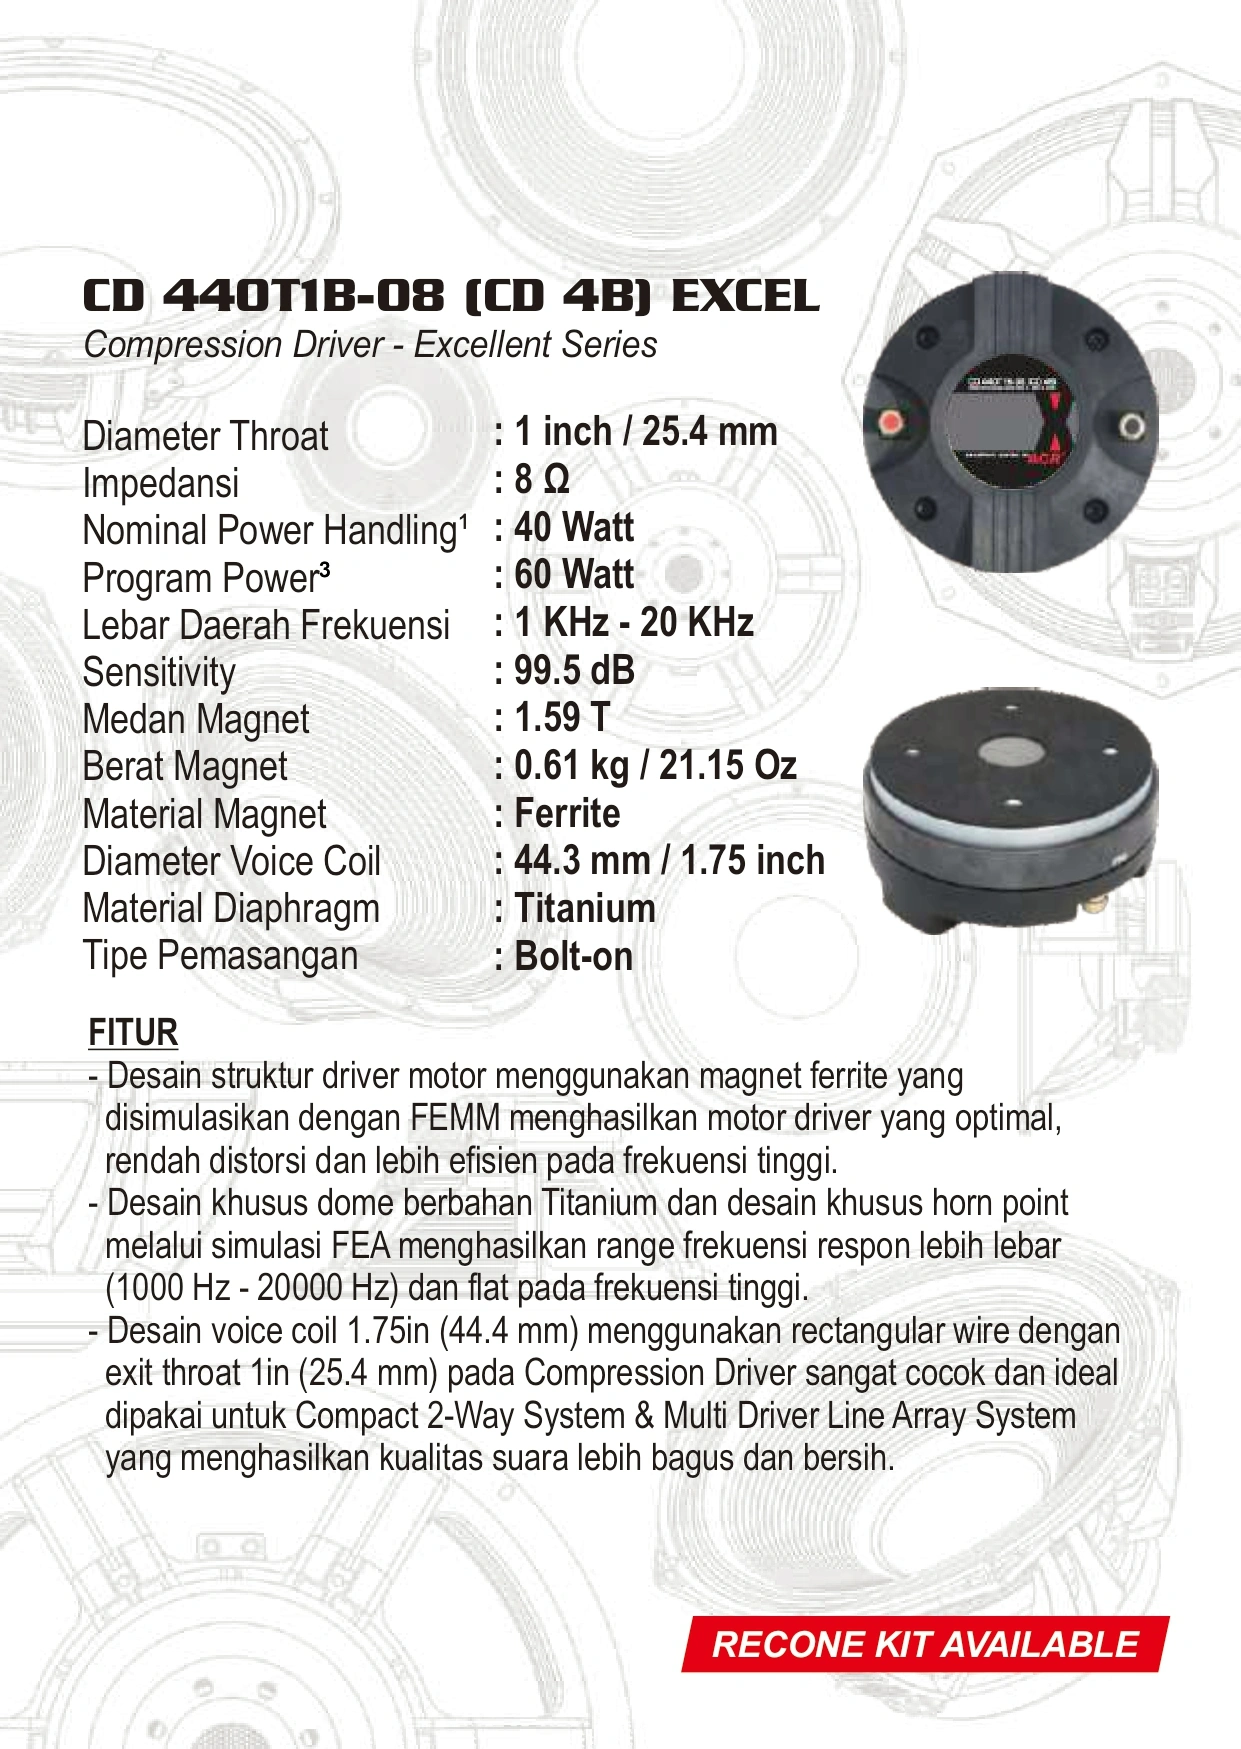 CD 440T1B-08 (CD 4B) EXCEL
Compression Driver - Excellent Series
Diameter Throat : 1 inch / 25.4 mm
Impedansi : 8 Ω
Nominal Power Handling¹ : 40 Watt
Program Power³ : 60 Watt
Lebar Daerah Frekuensi : 1 KHz - 20 KHz
Sensitivity : 99.5 dB
Medan Magnet : 1.59 T
Berat Magnet : 0.61 kg / 21.15 Oz
Material Magnet : Ferrite
Diameter Voice Coil : 44.3 mm / 1.75 inch
Material Diaphragm : Titanium
Tipe Pemasangan : Bolt-on
ACR
FITUR
- Desain struktur driver motor menggunakan magnet ferrite yang
disimulasikan dengan FEMM menghasilkan motor driver yang optimal,
rendah distorsi dan lebih efisien pada frekuensi tinggi.
- Desain khusus dome berbahan Titanium dan desain khusus horn point
melalui simulasi FEA menghasilkan range frekuensi respon lebih lebar
(1000 Hz - 20000 Hz) dan flat pada frekuensi tinggi.
- Desain voice coil 1.75in (44.4 mm) menggunakan rectangular wire dengan
exit throat 1in (25.4 mm) pada Compression Driver sangat cocok dan ideal
dipakai untuk Compact 2-Way System & Multi Driver Line Array System
yang menghasilkan kualitas suara lebih bagus dan bersih.
RECONE KIT AVAILABLE